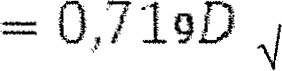 = 0,719D √